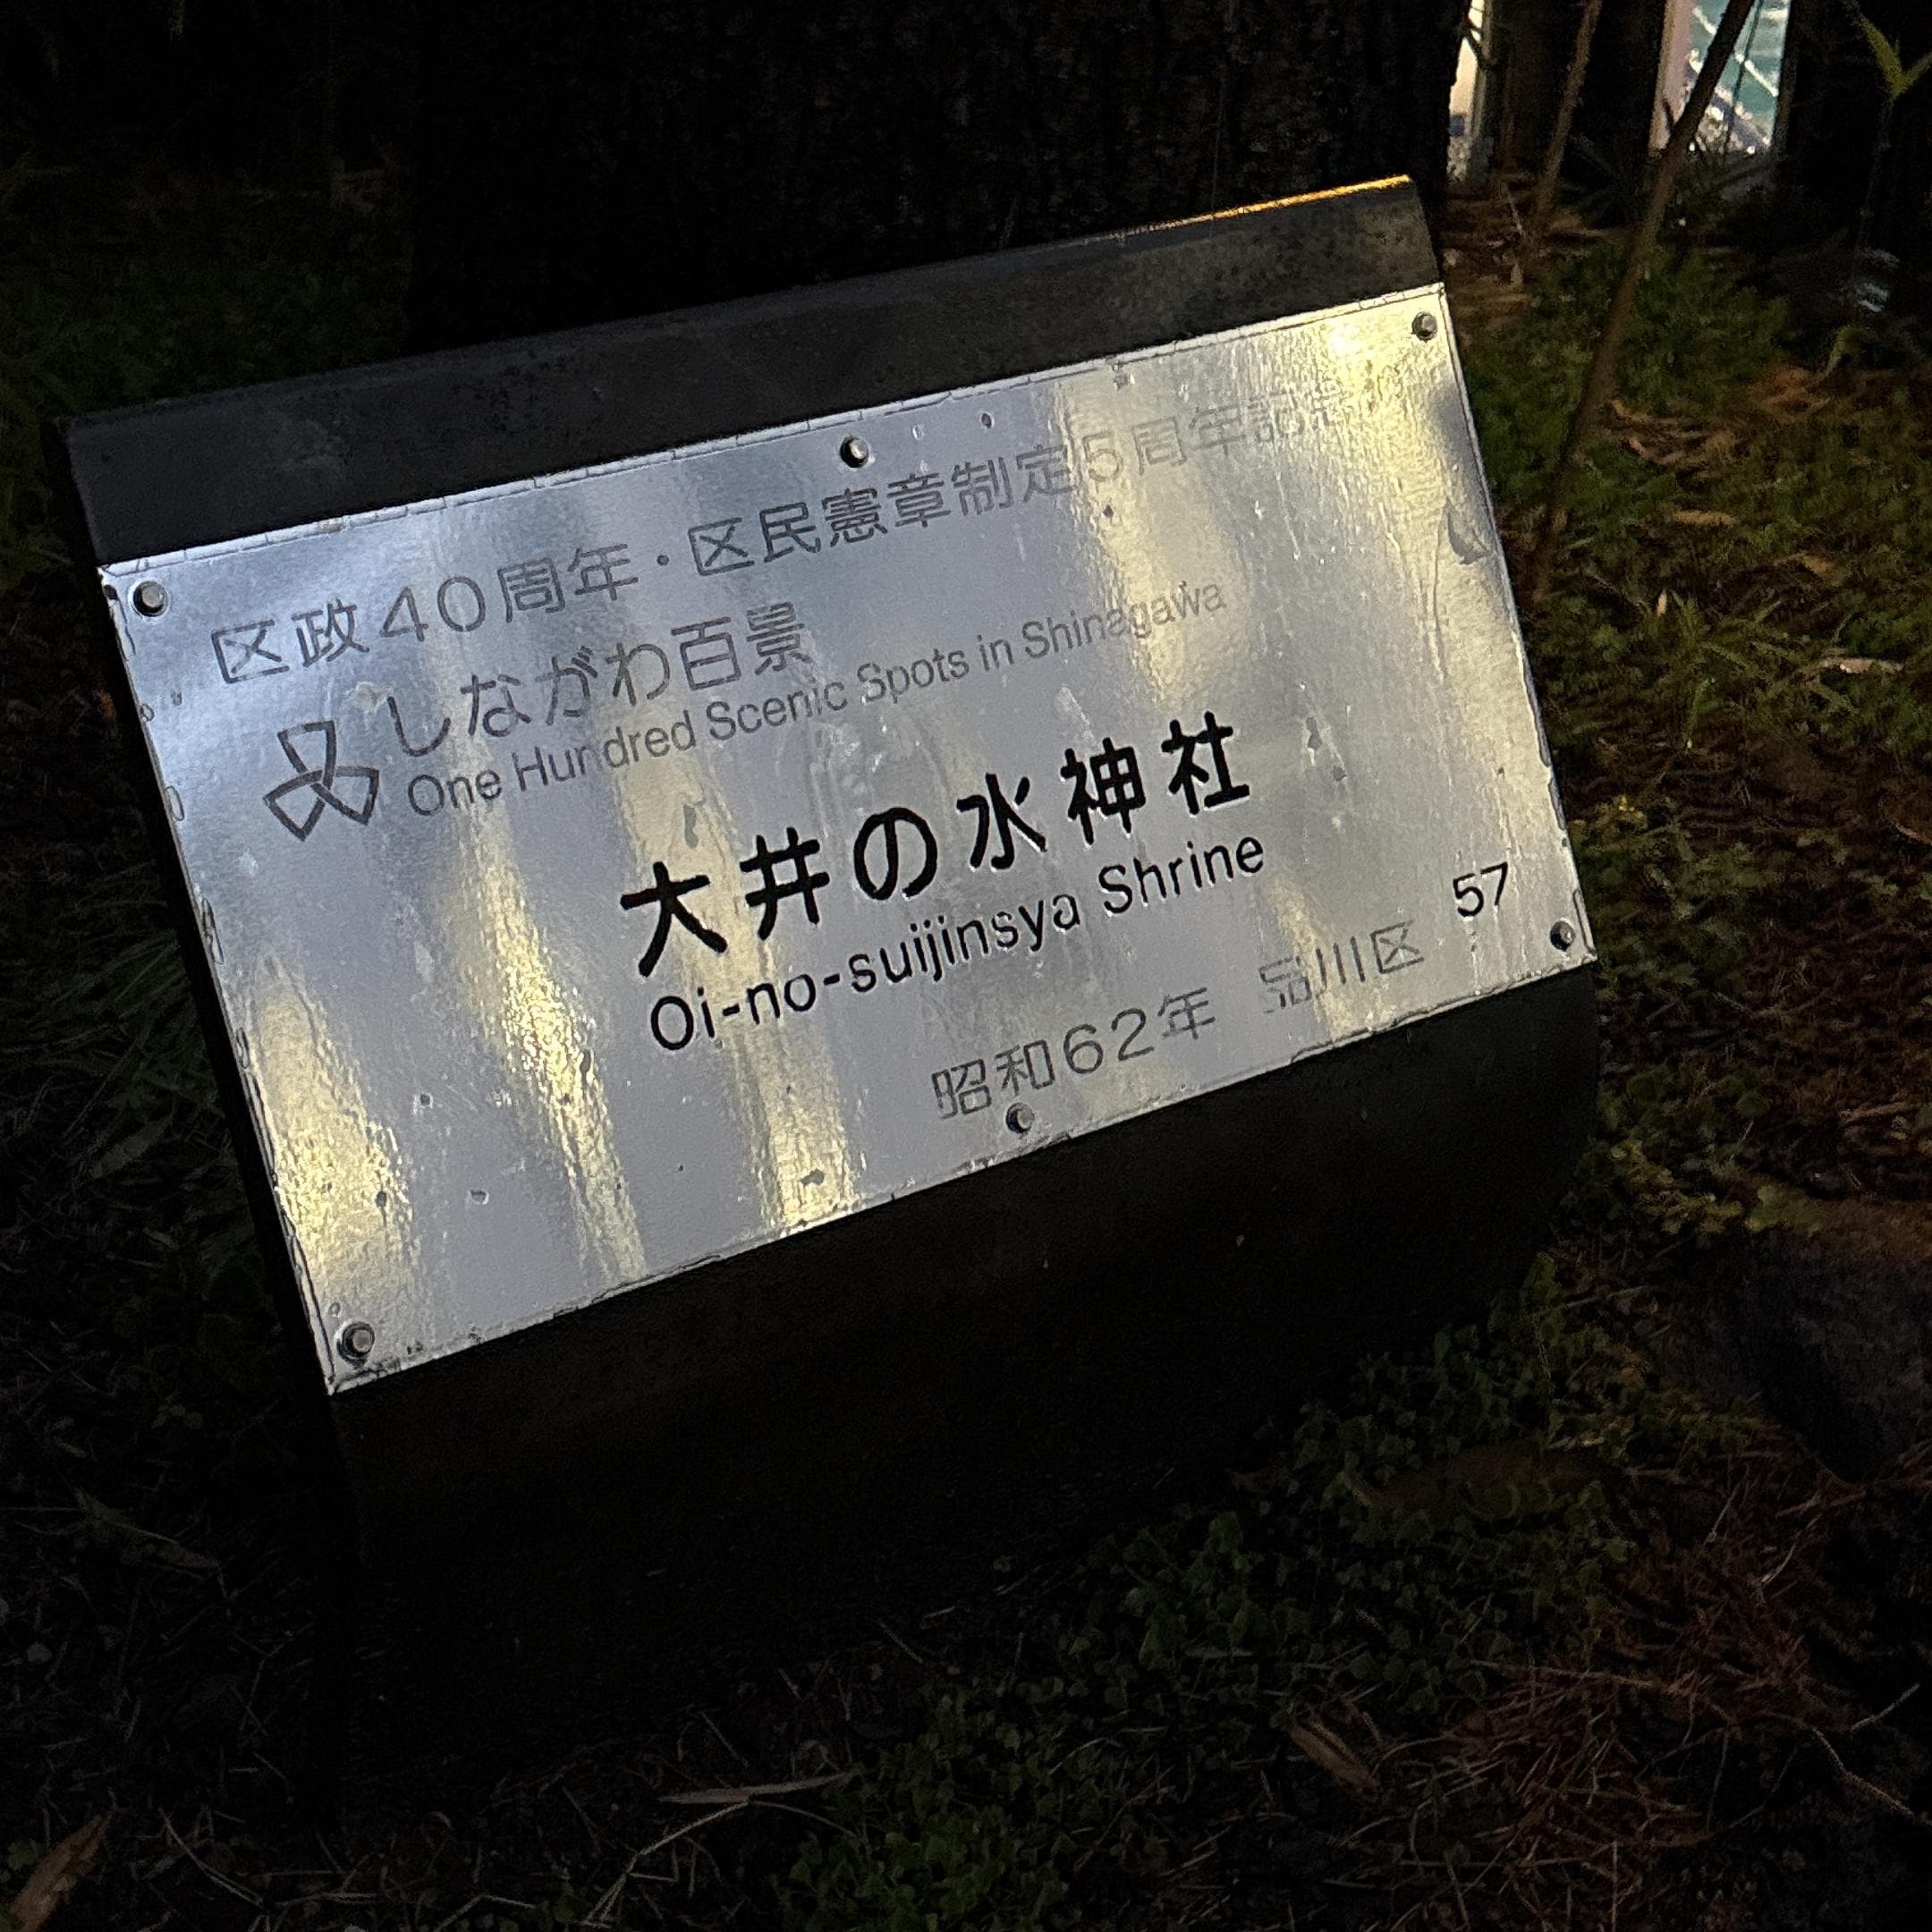 区政40周年・区民憲章制定5周年記念
しながわ百景
One Hundred Scenic Spots in Shinagawa
大井の水神社
Oi-no-suijinsya Shrine
57
昭和62年 品川区